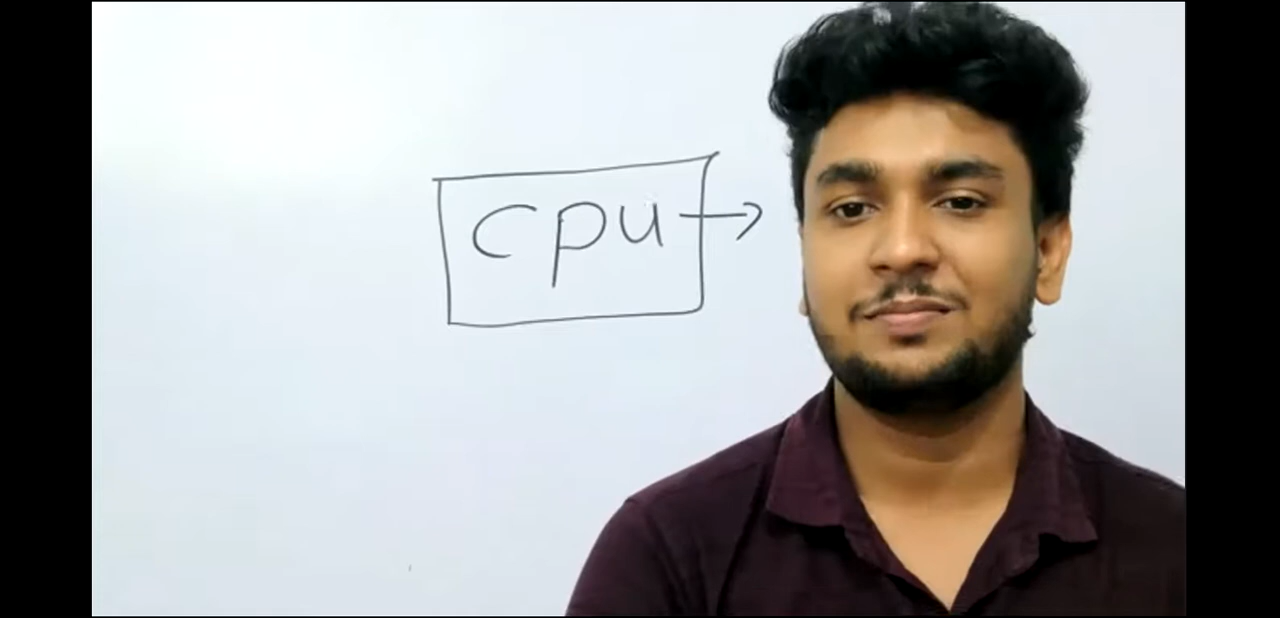 cpu →